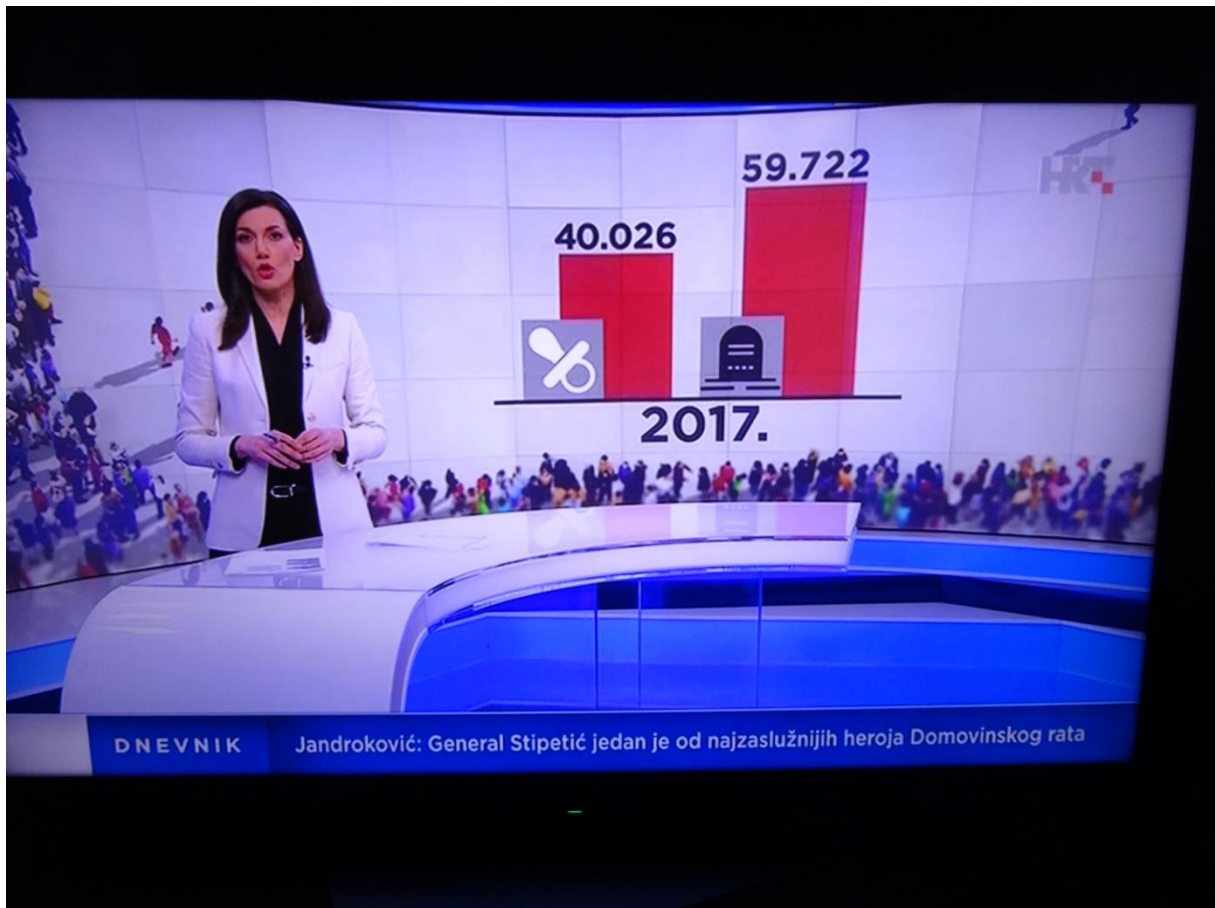 59.722
HRT
40.026
2017.
DNEVNIK
Jandroković: General Stipetić jedan je od najzaslužnijih heroja Domovinskog rata